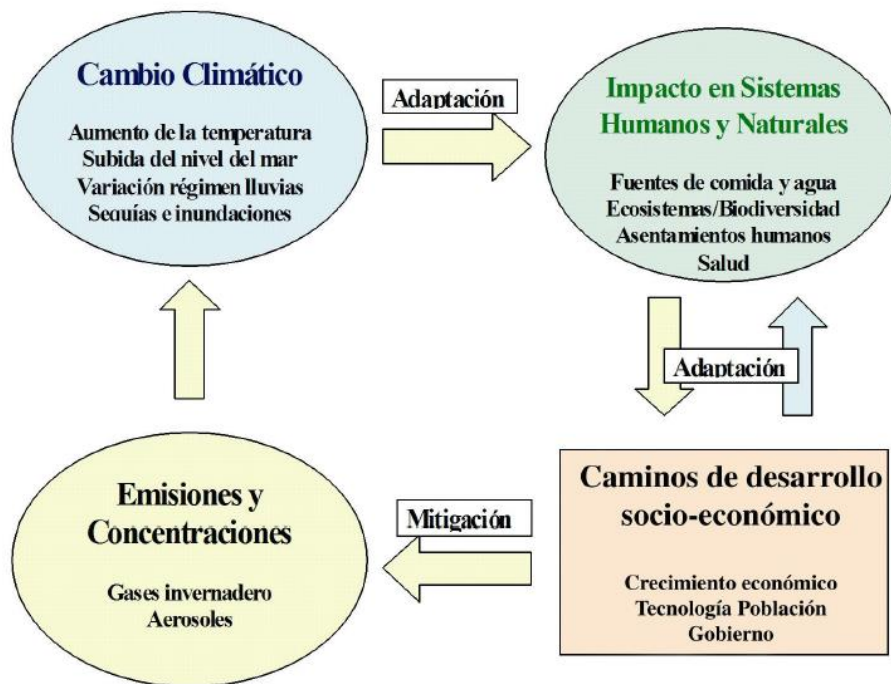 Cambio Climático
Aumento de la temperatura
Subida del nivel del mar
Variación régimen lluvias
Sequías e inundaciones
Adaptación
Impacto en Sistemas
Humanos y Naturales
Fuentes de comida y agua
Ecosistemas/Biodiversidad
Asentamientos humanos
Salud
Adaptación
Emisiones y
Concentraciones
Gases invernadero
Aerosoles
Mitigación
Caminos de desarrollo
socio-económico
Crecimiento económico
Tecnología Población
Gobierno